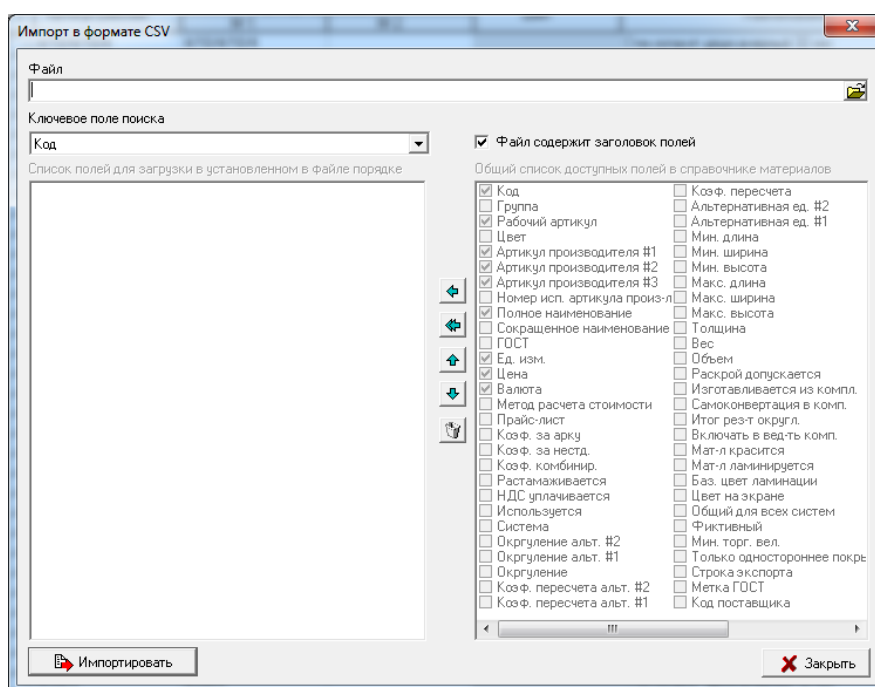 Импорт в формате CSV
Файл
Ключевое поле поиска
Код
Файл содержит заголовок полей
Список полей для загрузки в установленном в файле порядке
Общий список доступных полей в справочнике материалов
Код
Группа
Рабочий артикул
Цвет
Артикул производителя #1
Артикул производителя #2
Артикул производителя #3
Номер исп. артикула произ-л
Полное наименование
Сокращенное наименование
ГОСТ
Ед. изм.
Цена
Валюта
Метод расчета стоимости
Прайс-лист
Коэф. за арку
Коэф. за нестд.
Коэф. комбинир.
Растамаживается
НДС уплачивается
Используется
Система
Окргуление альт. #2
Окргуление альт. #1
Окргуление
Коэф. пересчета альт. #2
Коэф. пересчета альт. #1
Коэф. пересчета
Альтернативная ед. #2
Альтернативная ед. #1
Мин. длина
Мин. ширина
Мин. высота
Макс. длина
Макс. ширина
Макс. высота
Толщина
Вес
Объем
Раскрой допускается
Изготавливается из компл.
Самоконвертация в комп.
Итог рез-т округл.
Включать в вед-ть комп.
Мат-л красится
Мат-л ламинируется
Баз. цвет ламинации
Цвет на экране
Общий для всех систем
Фиктивный
Мин. торг. вел.
Только одностороннее покры
Строка экспорта
Метка ГОСТ
Код поставщика
Импортировать
Закрыть